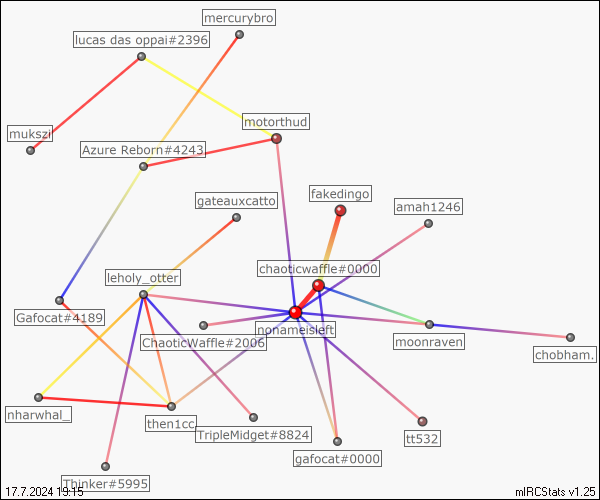 mercurybro
lucas das oppai#2396
motorthud
mukszi
Azure Reborn#4243
fakedingo
gateauxcatto
amah1246
chaoticwaffle#0000
leholy_otter
Gafocat#4189
nonameisleft
ChaoticWaffle#2006
moonraven
chobham.
nharwhal_
then1cc
TripleMidget#8824
tt532
gafocat#0000
Thinker#5995
17.7.2024 19:15
mIRCStats v1.25